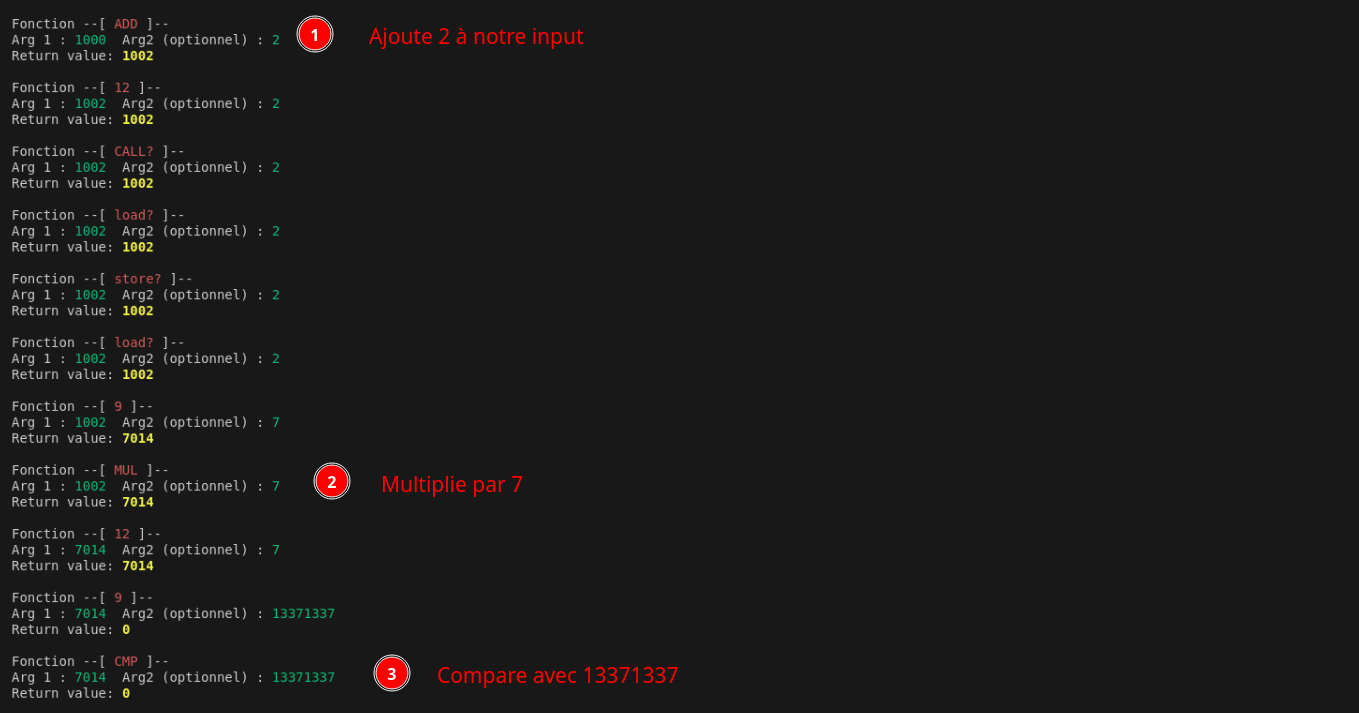 Fonction --[ ADD ]--
Arg 1 : 1000  Arg2 (optionnel) : 2
1
Ajoute 2 à notre input
Return value: 1002
Fonction --[ 12 ]--
Arg 1 : 1002  Arg2 (optionnel) : 2
Return value: 1002
Fonction --[ CALL? ]--
Arg 1 : 1002  Arg2 (optionnel) : 2
Return value: 1002
Fonction --[ load? ]--
Arg 1 : 1002  Arg2 (optionnel) : 2
Return value: 1002
Fonction --[ store? ]--
Arg 1 : 1002  Arg2 (optionnel) : 2
Return value: 1002
Fonction --[ load? ]--
Arg 1 : 1002  Arg2 (optionnel) : 2
Return value: 1002
Fonction --[ 9 ]--
Arg 1 : 1002  Arg2 (optionnel) : 7
Return value: 7014
Fonction --[ MUL ]--
Arg 1 : 1002  Arg2 (optionnel) : 7
2
Multiplie par 7
Return value: 7014
Fonction --[ 12 ]--
Arg 1 : 7014  Arg2 (optionnel) : 7
Return value: 7014
Fonction --[ 9 ]--
Arg 1 : 7014  Arg2 (optionnel) : 13371337
Return value: 0
Fonction --[ CMP ]--
Arg 1 : 7014  Arg2 (optionnel) : 13371337
3
Compare avec 13371337
Return value: 0